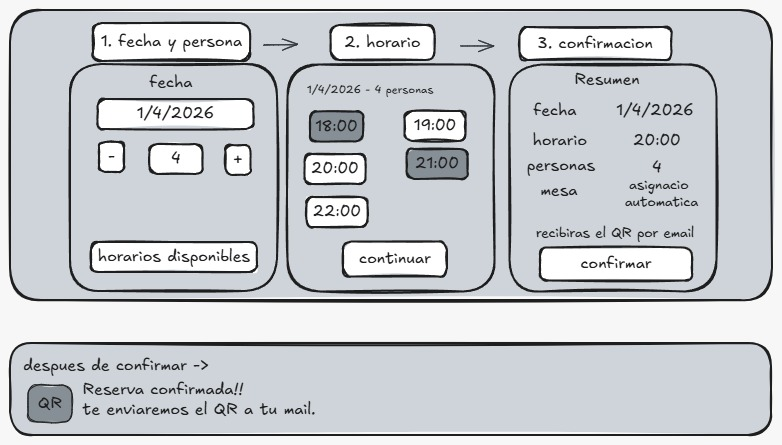 1. fecha y persona
2. horario
3. confirmacion
fecha
1/4/2026
-
4
+
horarios disponibles
1/4/2026 - 4 personas
18:00
19:00
20:00
21:00
22:00
continuar
Resumen
fecha 1/4/2026
horario 20:00
personas 4
mesa asignacio
automatica
recibiras el QR por email
confirmar
despues de confirmar ->
QR
Reserva confirmada!!
te enviaremos el QR a tu mail.